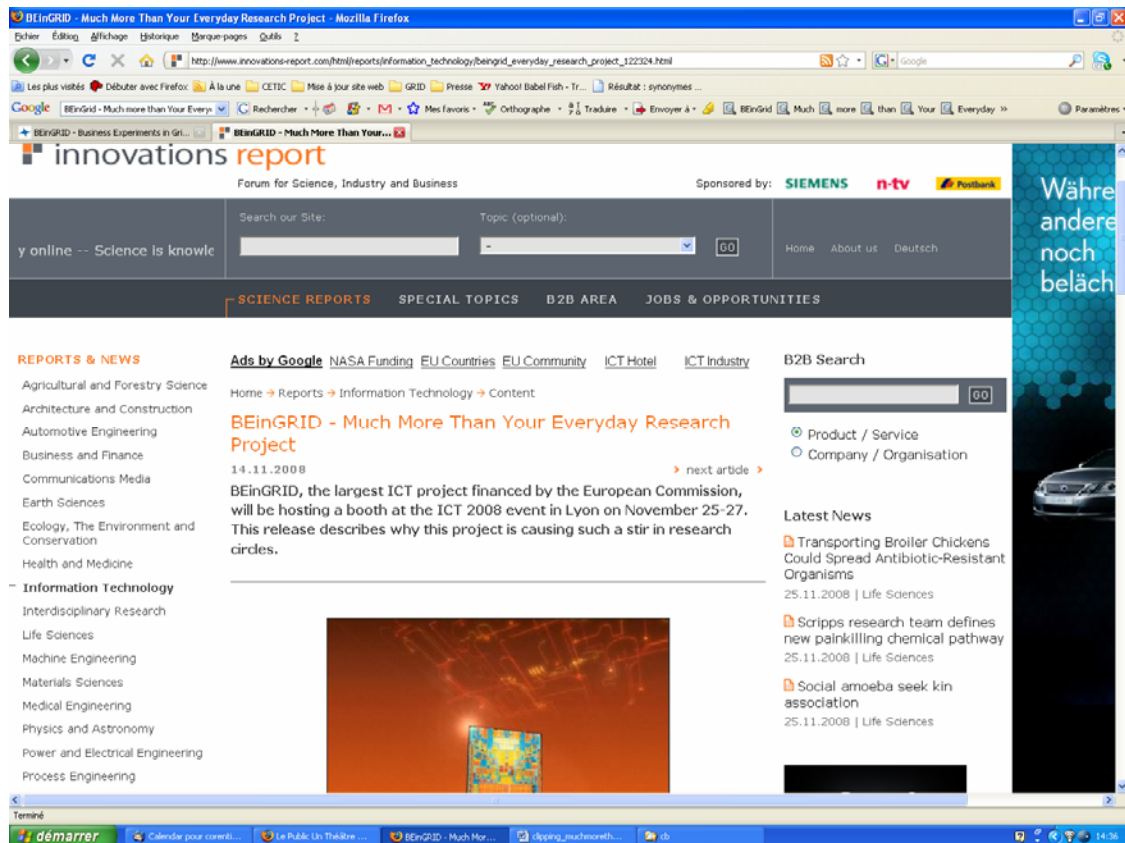 BEinGRID - Much More Than Your Everyday Research Project - Mozilla Firefox
Fichier Édition Affichage Historique Marque-pages Outils ?
http://www.innovations-report.com/html/reports/information_technology/beingrid_everyday_research_project_122324.html
Google
Les plus visités Débuter avec Firefox À la une CETIC Mise à jour site web GRID Presse Yahoo! Babel Fish - Tr... Résultat : synonymes ...
Google BEinGrid - Much more than Your Every Rechercher Mes favoris Orthographe Traduire Envoyer à BEinGrid Much more than Your Everyday » Paramètres
BEinGRID - Business Experiments in Gri... BEinGRID - Much More Than Your...
innovations report
Forum for Science, Industry and Business
Sponsored by: SIEMENS n-tv Postbank
Search our Site: Topic (optional):
y online -- Science is knowle
- GO
Home About us Deutsch
SCIENCE REPORTS SPECIAL TOPICS B2B AREA JOBS & OPPORTUNITIES
Währe
andere
noch
beläch
REPORTS & NEWS
Agricultural and Forestry Science
Architecture and Construction
Automotive Engineering
Business and Finance
Communications Media
Earth Sciences
Ecology, The Environment and
Conservation
Health and Medicine
Information Technology
Interdisciplinary Research
Life Sciences
Machine Engineering
Materials Sciences
Medical Engineering
Physics and Astronomy
Power and Electrical Engineering
Process Engineering
Ads by Google NASA Funding EU Countries EU Community ICT Hotel ICT Industry
Home → Reports → Information Technology → Content
BEinGRID - Much More Than Your Everyday Research
Project
14.11.2008 > next article >
BEinGRID, the largest ICT project financed by the European Commission,
will be hosting a booth at the ICT 2008 event in Lyon on November 25-27.
This release describes why this project is causing such a stir in research
circles.
B2B Search
GO
Product / Service
Company / Organisation
Latest News
Transporting Broiler Chickens
Could Spread Antibiotic-Resistant
Organisms
25.11.2008 | Life Sciences
Scripps research team defines
new painkilling chemical pathway
25.11.2008 | Life Sciences
Social amoeba seek kin
association
25.11.2008 | Life Sciences
Terminé
démarrer Calendar pour corenti... Le Public Un Théâtre ... BEinGRID - Much Mor... clipping_muchmoreth... cb 14:36